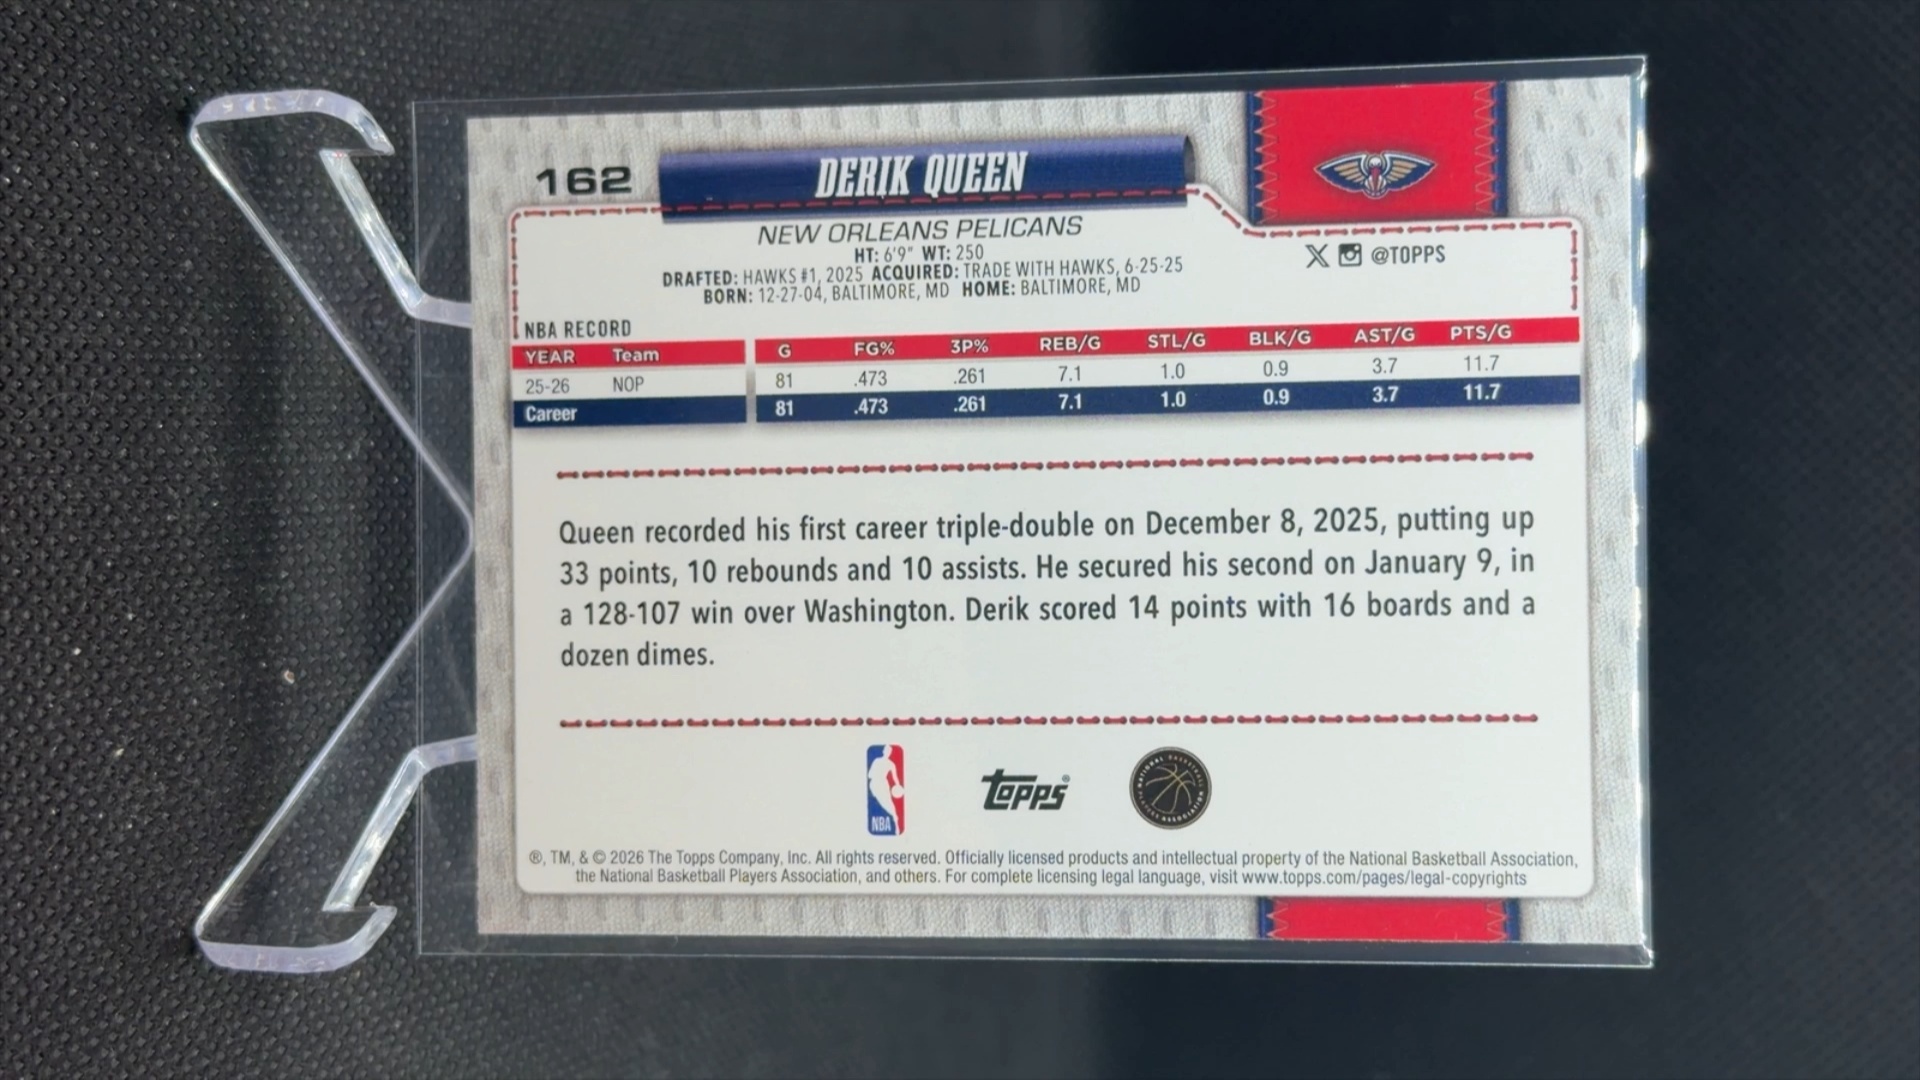 162
DERIK QUEEN
NEW ORLEANS PELICANS
HT: 6'9" WT: 250
DRAFTED: HAWKS #1, 2025 ACQUIRED: TRADE WITH HAWKS, 6-25-25
BORN: 12-27-04, BALTIMORE, MD HOME: BALTIMORE, MD
@TOPPS
NBA RECORD
YEAR Team G FG% 3P% REB/G STL/G BLK/G AST/G PTS/G
25-26 NOP 81 .473 .261 7.1 1.0 0.9 3.7 11.7
Career 81 .473 .261 7.1 1.0 0.9 3.7 11.7
Queen recorded his first career triple-double on December 8, 2025, putting up
33 points, 10 rebounds and 10 assists. He secured his second on January 9, in
a 128-107 win over Washington. Derik scored 14 points with 16 boards and a
dozen dimes.
NBA
Topps®
NATIONAL BASKETBALL PLAYERS ASSOCIATION
®, TM, & © 2026 The Topps Company, Inc. All rights reserved. Officially licensed products and intellectual property of the National Basketball Association,
the National Basketball Players Association, and others. For complete licensing legal language, visit www.topps.com/pages/legal-copyrights